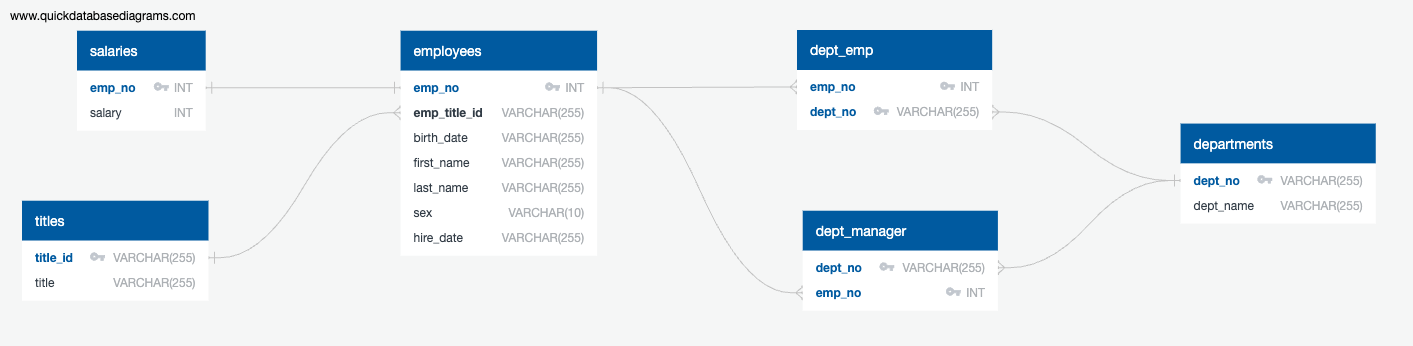 www.quickdatabasediagrams.com
salaries
emp_no INT
salary INT
titles
title_id VARCHAR(255)
title VARCHAR(255)
employees
emp_no INT
emp_title_id VARCHAR(255)
birth_date VARCHAR(255)
first_name VARCHAR(255)
last_name VARCHAR(255)
sex VARCHAR(10)
hire_date VARCHAR(255)
dept_emp
emp_no INT
dept_no VARCHAR(255)
dept_manager
dept_no VARCHAR(255)
emp_no INT
departments
dept_no VARCHAR(255)
dept_name VARCHAR(255)